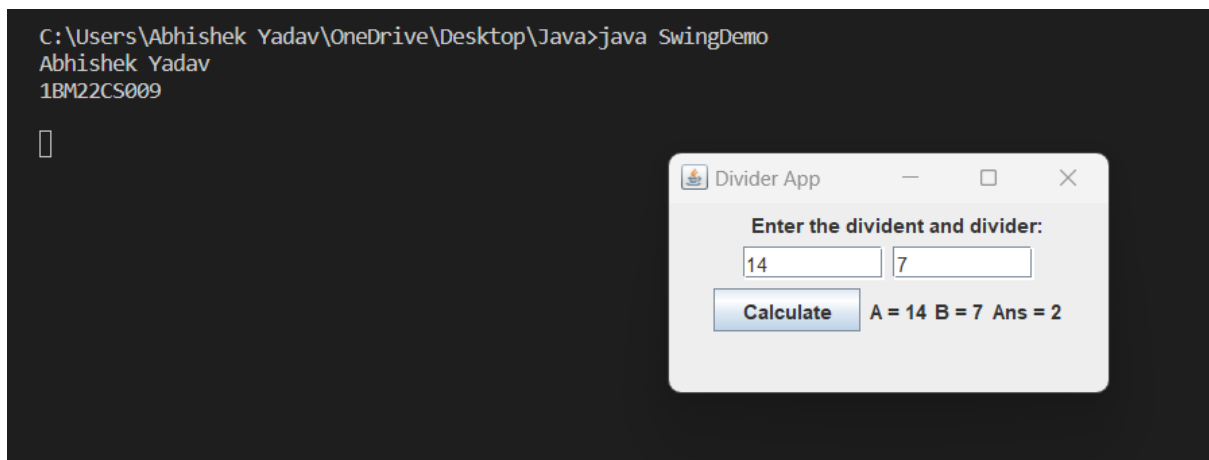 C:\Users\Abhishek Yadav\OneDrive\Desktop\Java>java SwingDemo
Abhishek Yadav
1BM22CS009
Divider App
Enter the divident and divider:
14 7
Calculate A = 14 B = 7 Ans = 2